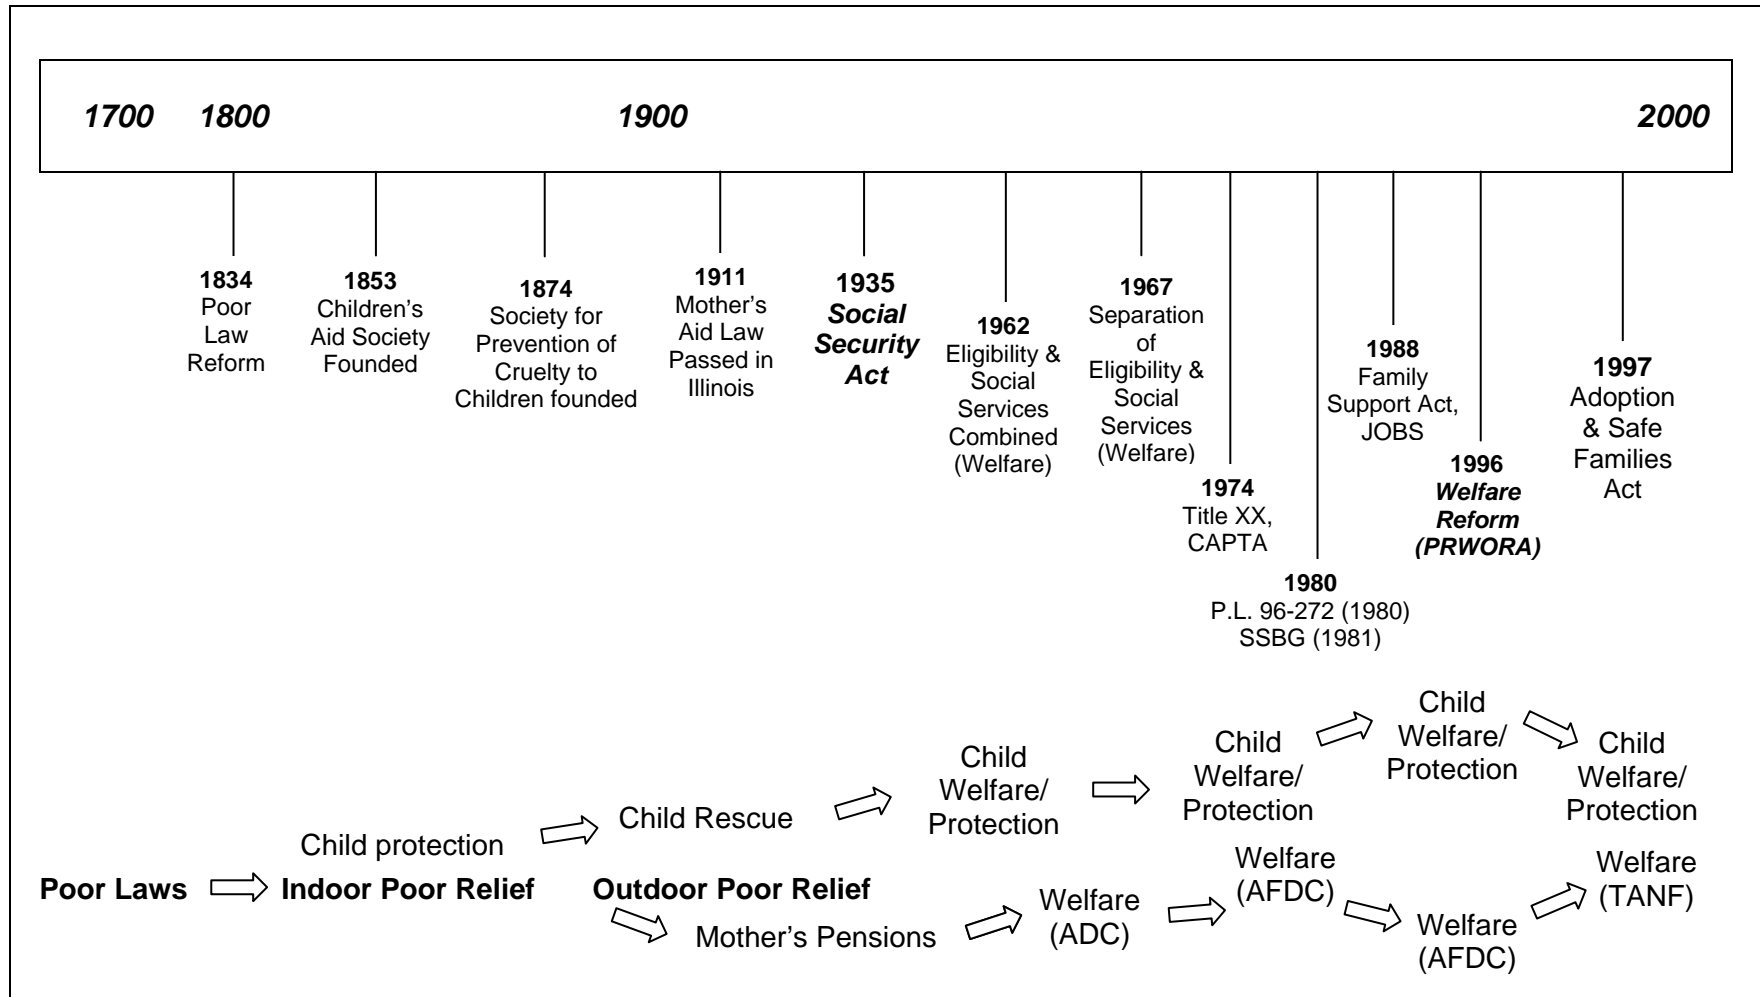 1700 1800 1900 2000
1834
Poor
Law
Reform
1853
Children's
Aid Society
Founded
1874
Society for
Prevention of
Cruelty to
Children founded
1911
Mother's
Aid Law
Passed in
Illinois
1935
Social
Security
Act
1962
Eligibility &
Social
Services
Combined
(Welfare)
1967
Separation
of
Eligibility &
Social
Services
(Welfare)
1974
Title XX,
CAPTA
1980
P.L. 96-272 (1980)
SSBG (1981)
1988
Family
Support Act,
JOBS
1996
Welfare
Reform
(PRWORA)
1997
Adoption
& Safe
Families
Act
Child protection
Child Rescue
Child
Welfare/
Protection
Child
Welfare/
Protection
Child
Welfare/
Protection
Child
Welfare/
Protection
Poor Laws
Indoor Poor Relief
Outdoor Poor Relief
Mother's Pensions
Welfare
(ADC)
Welfare
(AFDC)
Welfare
(AFDC)
Welfare
(TANF)